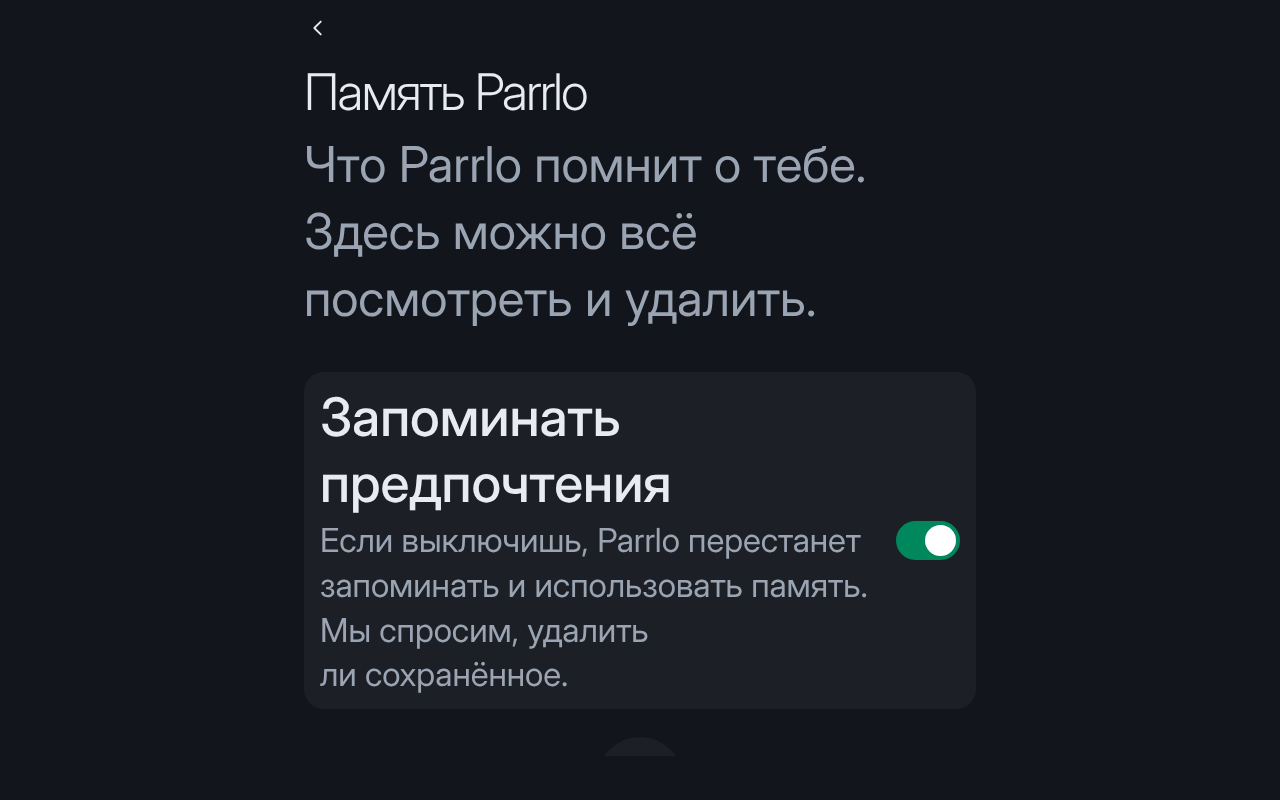 Память Parrlo
Что Parrlo помнит о тебе.
Здесь можно всё
посмотреть и удалить.
Запоминать
предпочтения
Если выключишь, Parrlo перестанет
запоминать и использовать память.
Мы спросим, удалить
ли сохранённое.